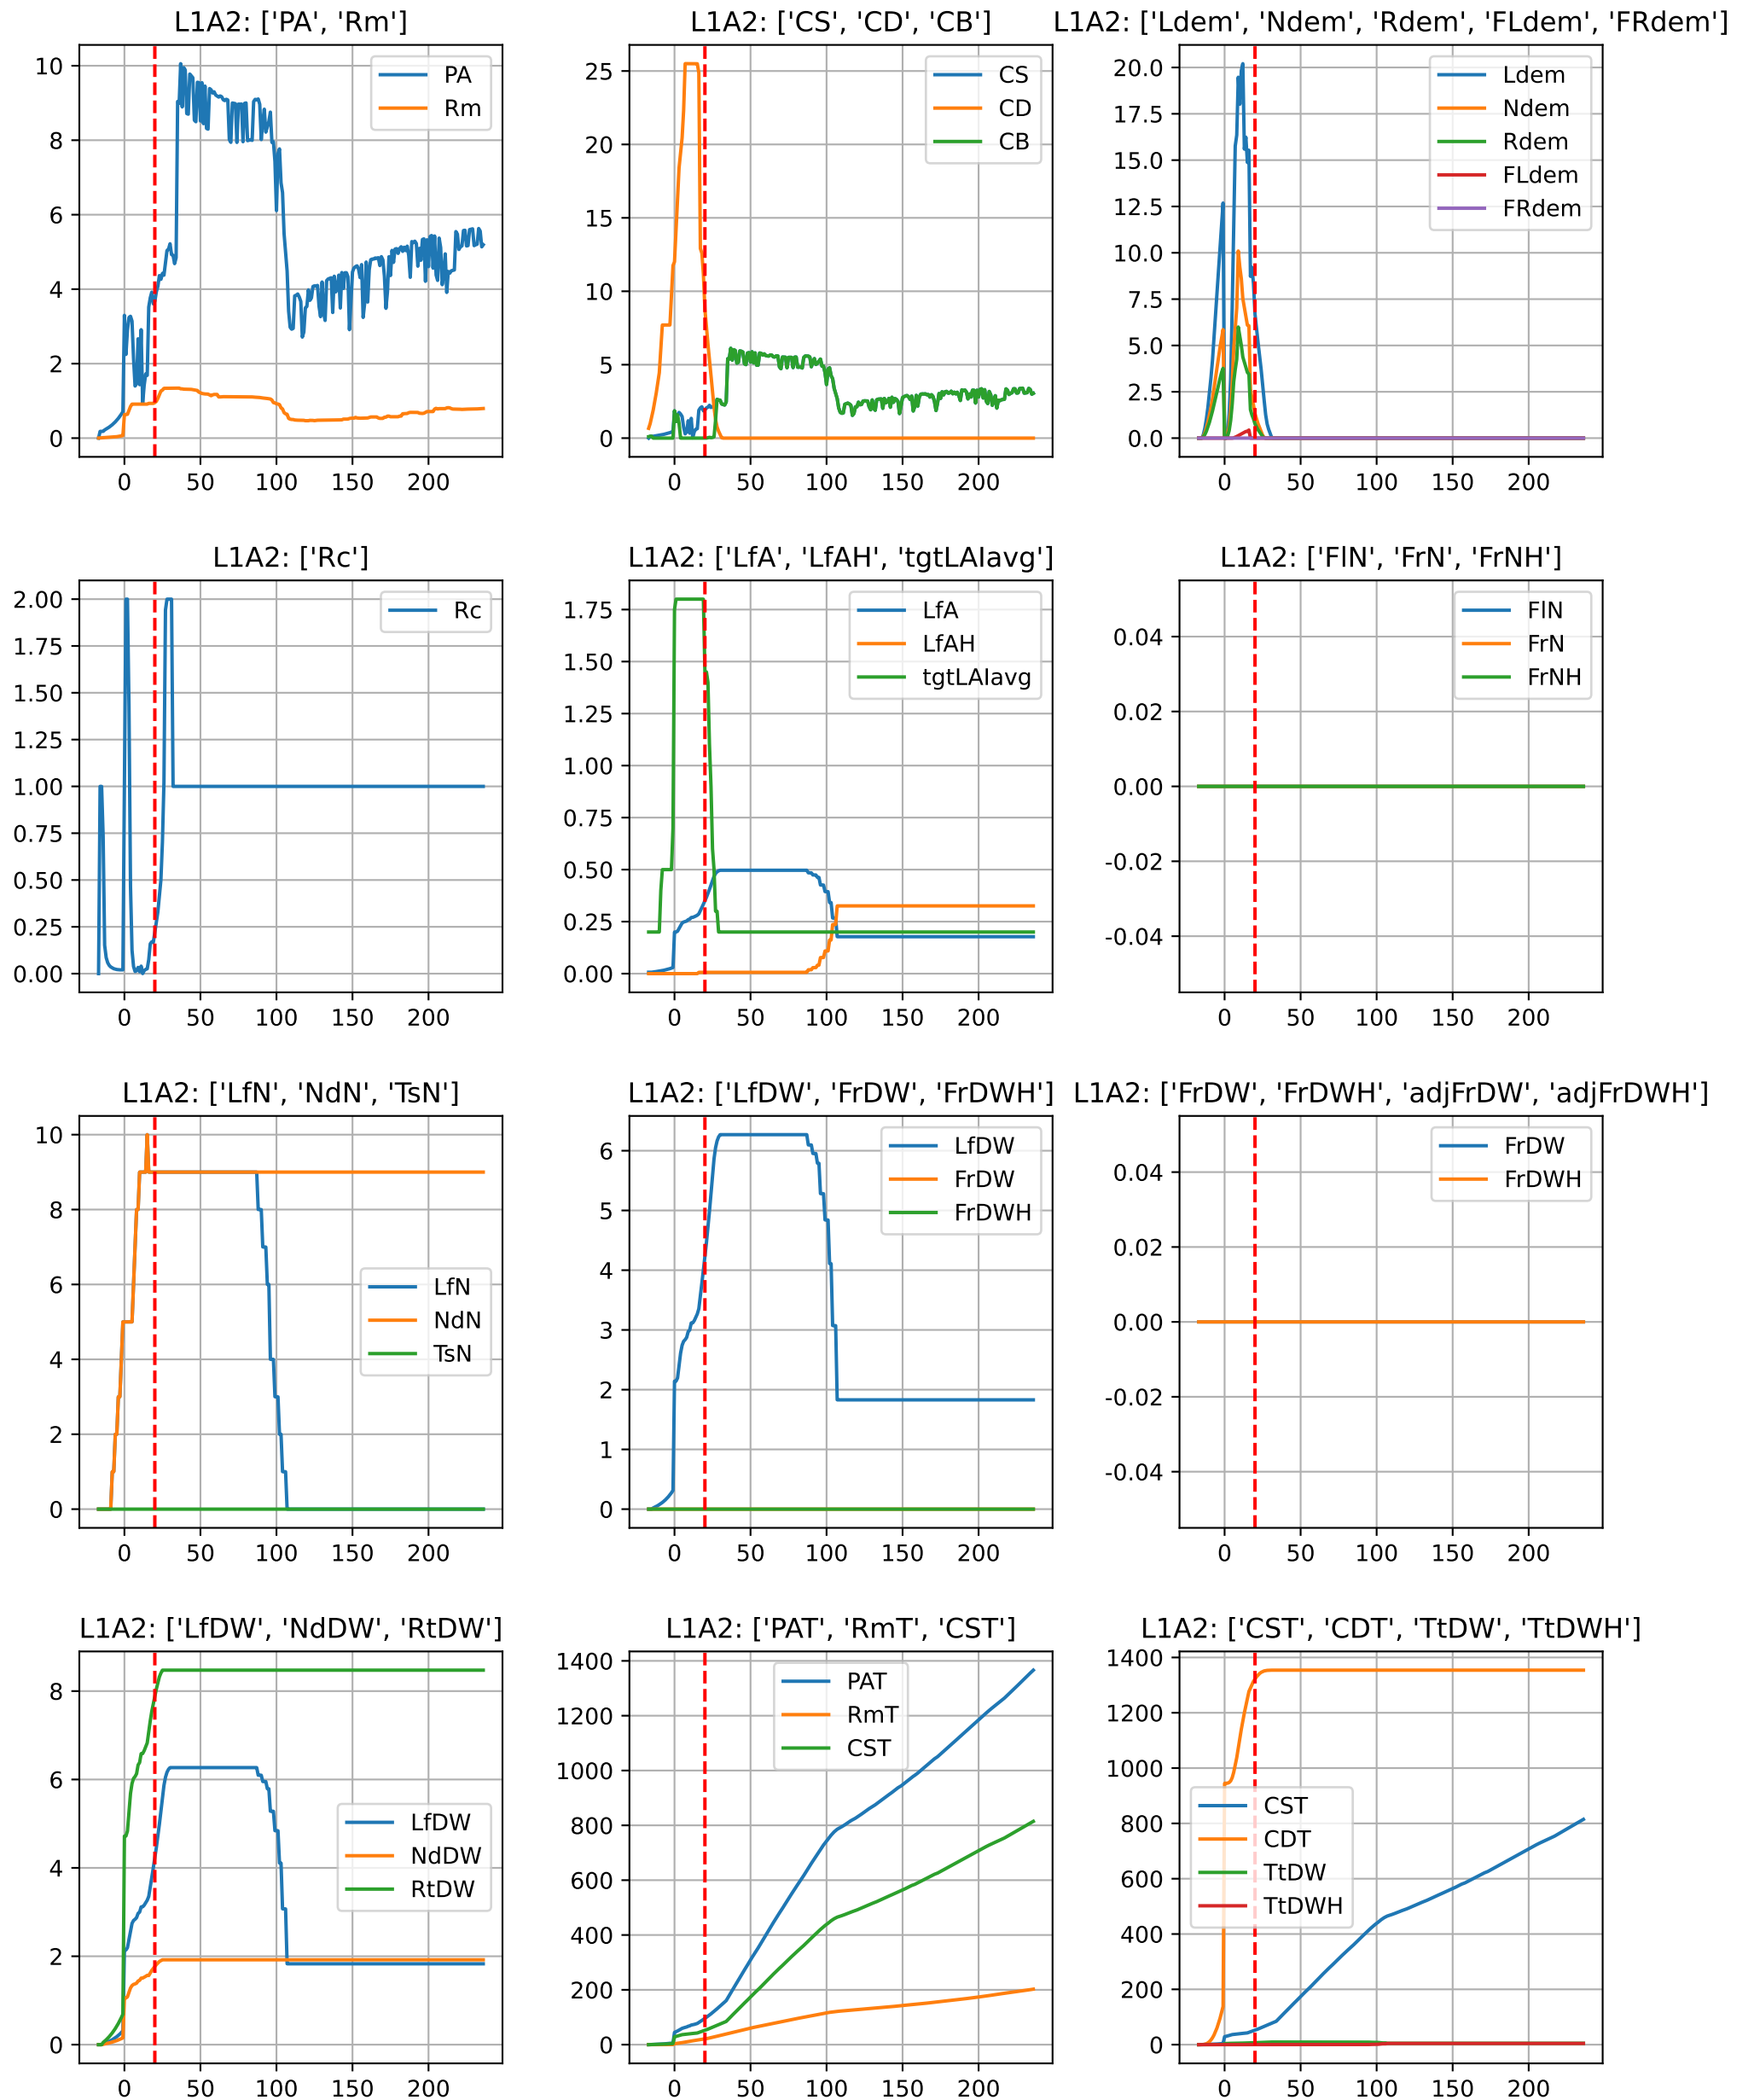 L1A2: ['PA', 'Rm']
10
8
6
4
2
0
0 50 100 150 200
PA
Rm
L1A2: ['CS', 'CD', 'CB']
25
20
15
10
5
0
0 50 100 150 200
CS
CD
CB
L1A2: ['Ldem', 'Ndem', 'Rdem', 'FLdem', 'FRdem']
20.0
17.5
15.0
12.5
10.0
7.5
5.0
2.5
0.0
0 50 100 150 200
Ldem
Ndem
Rdem
FLdem
FRdem
L1A2: ['Rc']
2.00
1.75
1.50
1.25
1.00
0.75
0.50
0.25
0.00
0 50 100 150 200
Rc
L1A2: ['LfA', 'LfAH', 'tgtLAIavg']
1.75
1.50
1.25
1.00
0.75
0.50
0.25
0.00
0 50 100 150 200
LfA
LfAH
tgtLAIavg
L1A2: ['FlN', 'FrN', 'FrNH']
0.04
0.02
0.00
-0.02
-0.04
0 50 100 150 200
FlN
FrN
FrNH
L1A2: ['LfN', 'NdN', 'TsN']
10
8
6
4
2
0
0 50 100 150 200
LfN
NdN
TsN
L1A2: ['LfDW', 'FrDW', 'FrDWH']
6
5
4
3
2
1
0
0 50 100 150 200
LfDW
FrDW
FrDWH
L1A2: ['FrDW', 'FrDWH', 'adjFrDW', 'adjFrDWH']
0.04
0.02
0.00
-0.02
-0.04
0 50 100 150 200
FrDW
FrDWH
L1A2: ['LfDW', 'NdDW', 'RtDW']
8
6
4
2
0
0 50 100 150 200
LfDW
NdDW
RtDW
L1A2: ['PAT', 'RmT', 'CST']
1400
1200
1000
800
600
400
200
0
0 50 100 150 200
PAT
RmT
CST
L1A2: ['CST', 'CDT', 'TtDW', 'TtDWH']
1400
1200
1000
800
600
400
200
0
0 50 100 150 200
CST
CDT
TtDW
TtDWH